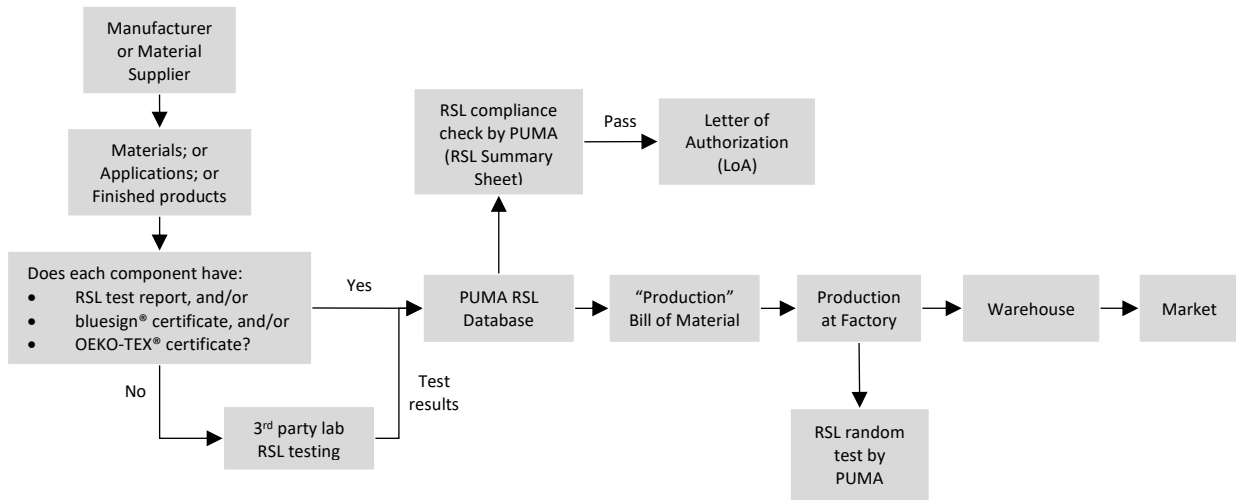 Manufacturer
or Material
Supplier
Materials; or
Applications; or
Finished products
Does each component have:
• RSL test report, and/or
• bluesign® certificate, and/or
• OEKO-TEX® certificate?
Yes
No
3rd party lab
RSL testing
Test
results
PUMA RSL
Database
RSL compliance
check by PUMA
(RSL Summary
Sheet)
Pass
Letter of
Authorization
(LoA)
“Production”
Bill of Material
Production
at Factory
RSL random
test by
PUMA
Warehouse
Market